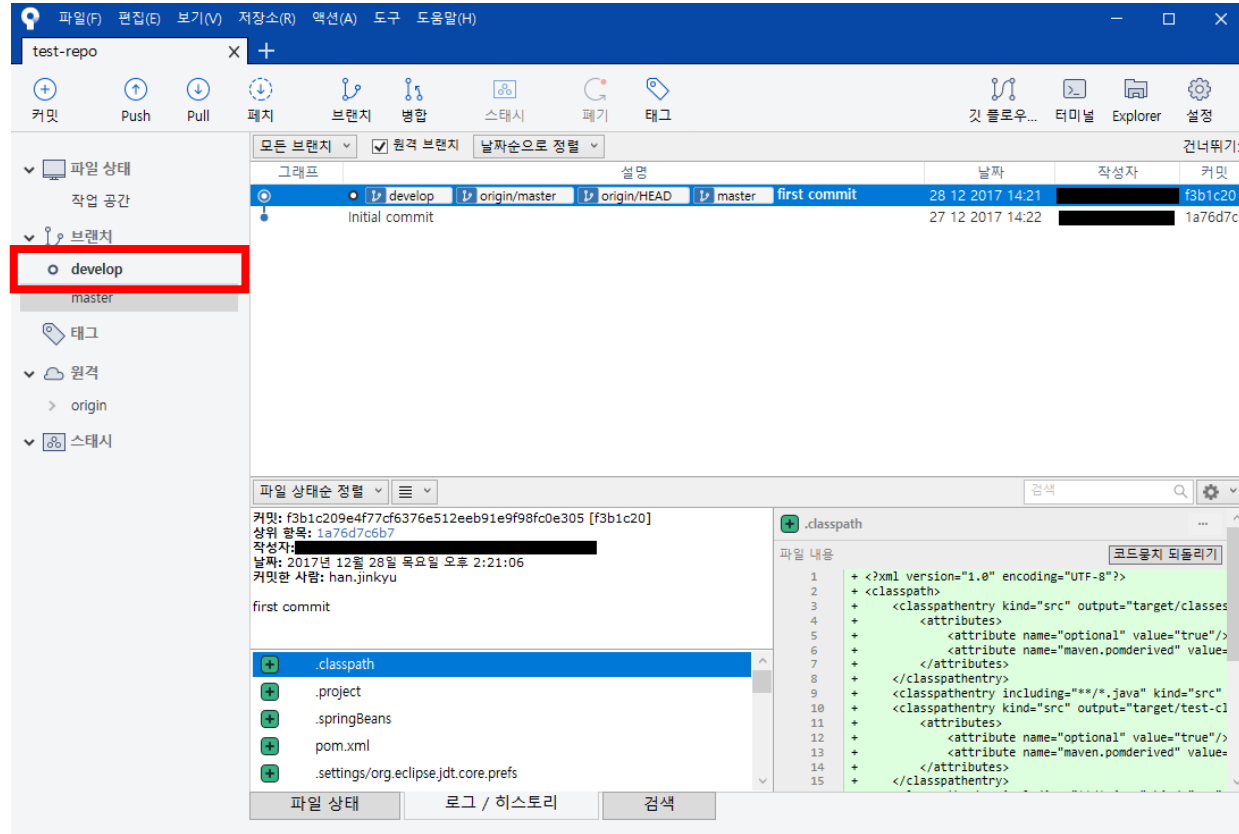 파일(F) 편집(E) 보기(V) 저장소(R) 액션(A) 도구 도움말(H)
test-repo
커밋 Push Pull 페치 브랜치 병합 스태시 폐기 태그 깃 플로우... 터미널 Explorer 설정
모든 브랜치 원격 브랜치 날짜순으로 정렬 건너뛰기:
파일 상태
작업 공간
브랜치
develop
master
태그
원격
origin
스태시
그래프 설명 날짜 작성자 커밋
develop origin/master origin/HEAD master first commit 28 12 2017 14:21 f3b1c20
Initial commit 27 12 2017 14:22 1a76d7c
파일 상태순 정렬 검색
커밋: f3b1c209e4f77cf6376e512eeb91e9f98fc0e305 [f3b1c20]
상위 항목: 1a76d7c6b7
작성자:
날짜: 2017년 12월 28일 목요일 오후 2:21:06
커밋한 사람: han.jinkyu
first commit
.classpath
.project
.springBeans
pom.xml
.settings/org.eclipse.jdt.core.prefs
.classpath ...
파일 내용 코드뭉치 되돌리기
1 + <?xml version="1.0" encoding="UTF-8"?>
2 + <classpath>
3 + <classpathentry kind="src" output="target/classes
4 + <attributes>
5 + <attribute name="optional" value="true"/>
6 + <attribute name="maven.pomderived" value=
7 + </attributes>
8 + </classpathentry>
9 + <classpathentry including="**/*.java" kind="src"
10 + <classpathentry kind="src" output="target/test-cl
11 + <attributes>
12 + <attribute name="optional" value="true"/>
13 + <attribute name="maven.pomderived" value=
14 + </attributes>
15 + </classpathentry>
파일 상태 로그 / 히스토리 검색